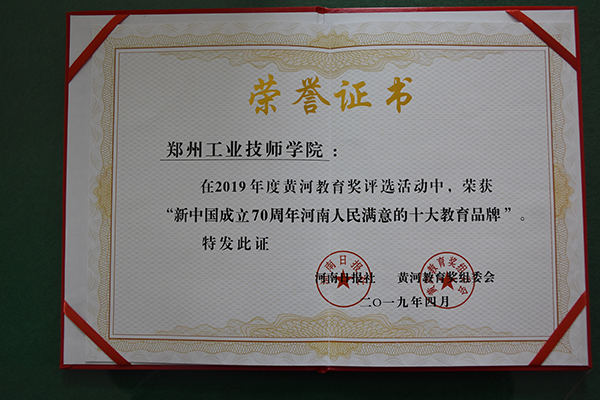 荣誉证书
郑州工业技师学院：
在2019年度黄河教育奖评选活动中，荣获
“新中国成立70周年河南人民满意的十大教育品牌”。
特发此证
河南日报社 黄河教育奖组委会
二〇一九年四月